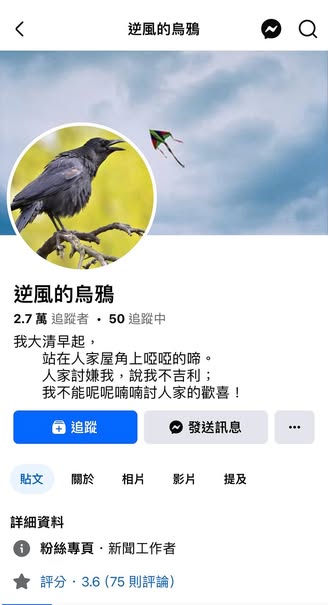 逆風的烏鴉
逆風的烏鴉
2.7 萬 追蹤者 • 50 追蹤中
我大清早起，
站在人家屋角上啞啞的啼。
人家討嫌我，說我不吉利；
我不能呢呢喃喃討人家的歡喜！
追蹤 發送訊息 ...
貼文 關於 相片 影片 提及
詳細資料
粉絲專頁 · 新聞工作者
評分 · 3.6 (75 則評論)